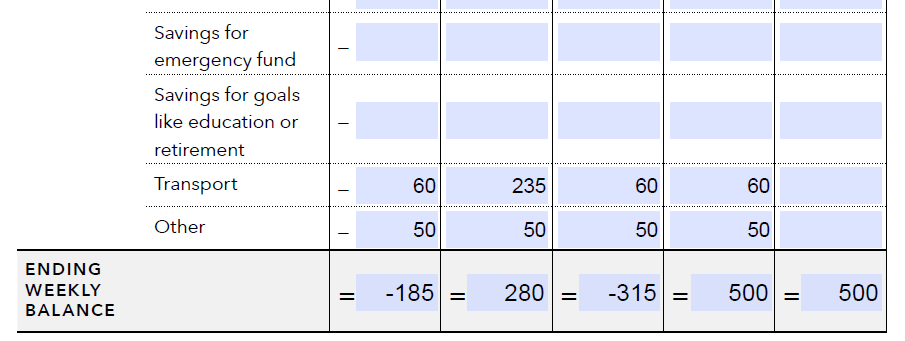 Savings for
emergency fund –
Savings for goals
like education or –
retirement
Transport – 60 235 60 60
Other – 50 50 50 50
ENDING
WEEKLY = -185 = 280 = -315 = 500 = 500
BALANCE